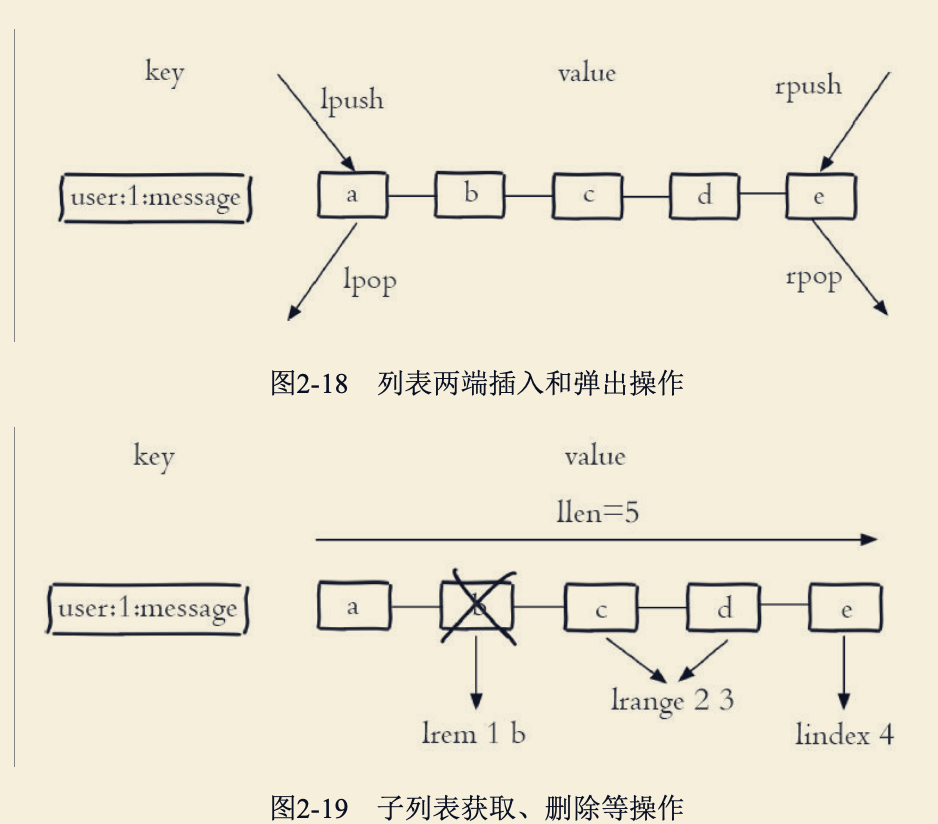 key value
lpush rpush
user:1:message a b c d e
lpop rpop
图2-18 列表两端插入和弹出操作
key value
llen=5
user:1:message a b c d e
lrange 2 3
lrem 1 b lindex 4
图2-19 子列表获取、删除等操作